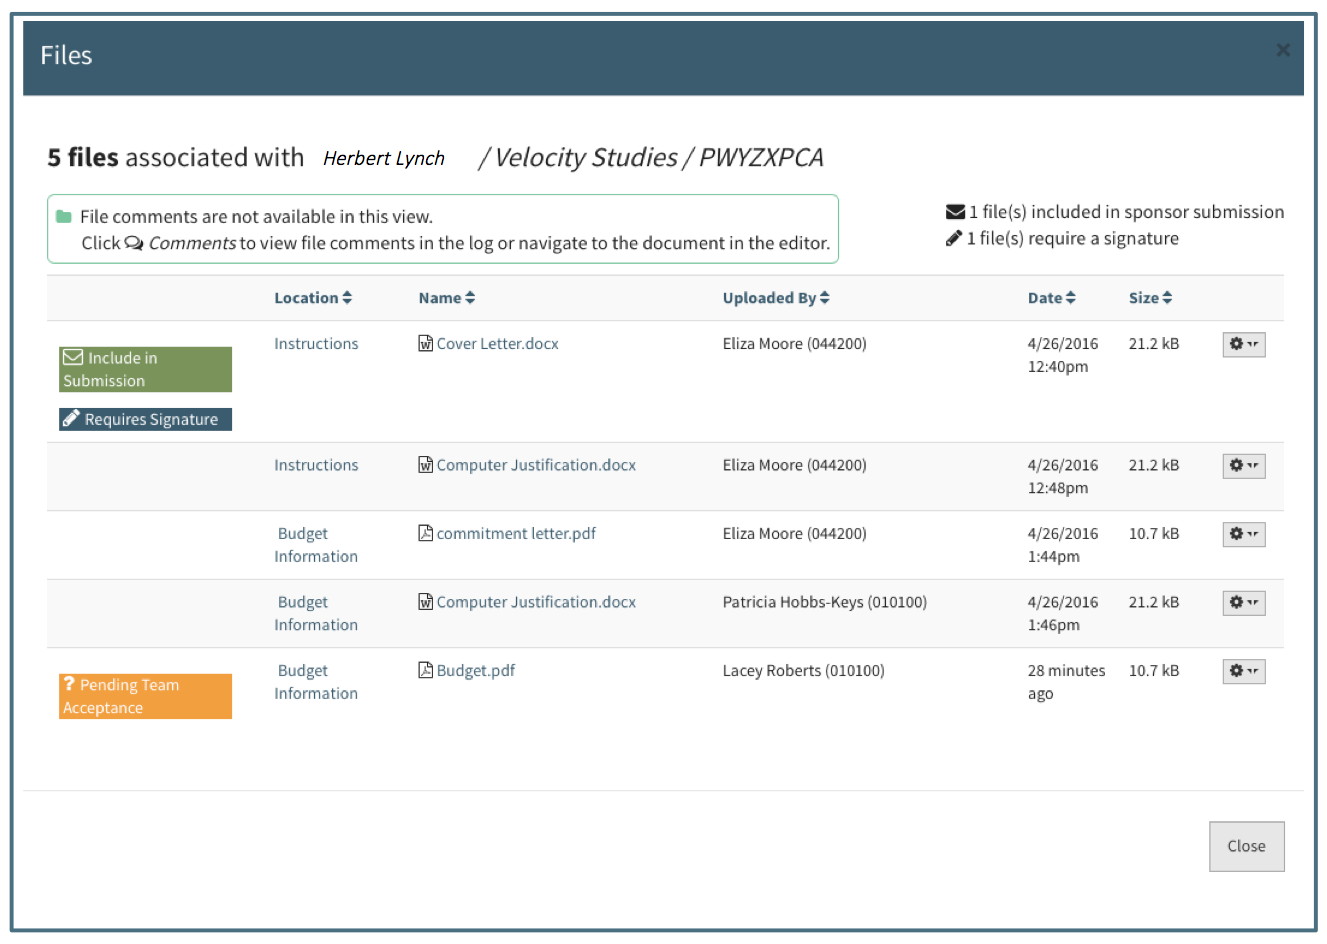 Files
5 files associated with Herbert Lynch / Velocity Studies / PWYZXPCA
File comments are not available in this view.
Click Comments to view file comments in the log or navigate to the document in the editor.
1 file(s) included in sponsor submission
1 file(s) require a signature
Location Name Uploaded By Date Size
Include in Submission
Requires Signature
Instructions Cover Letter.docx Eliza Moore (044200) 4/26/2016 12:40pm 21.2 kB
Instructions Computer Justification.docx Eliza Moore (044200) 4/26/2016 12:48pm 21.2 kB
Budget Information commitment letter.pdf Eliza Moore (044200) 4/26/2016 1:44pm 10.7 kB
Budget Information Computer Justification.docx Patricia Hobbs-Keys (010100) 4/26/2016 1:46pm 21.2 kB
? Pending Team Acceptance
Budget Information Budget.pdf Lacey Roberts (010100) 28 minutes ago 10.7 kB
Close